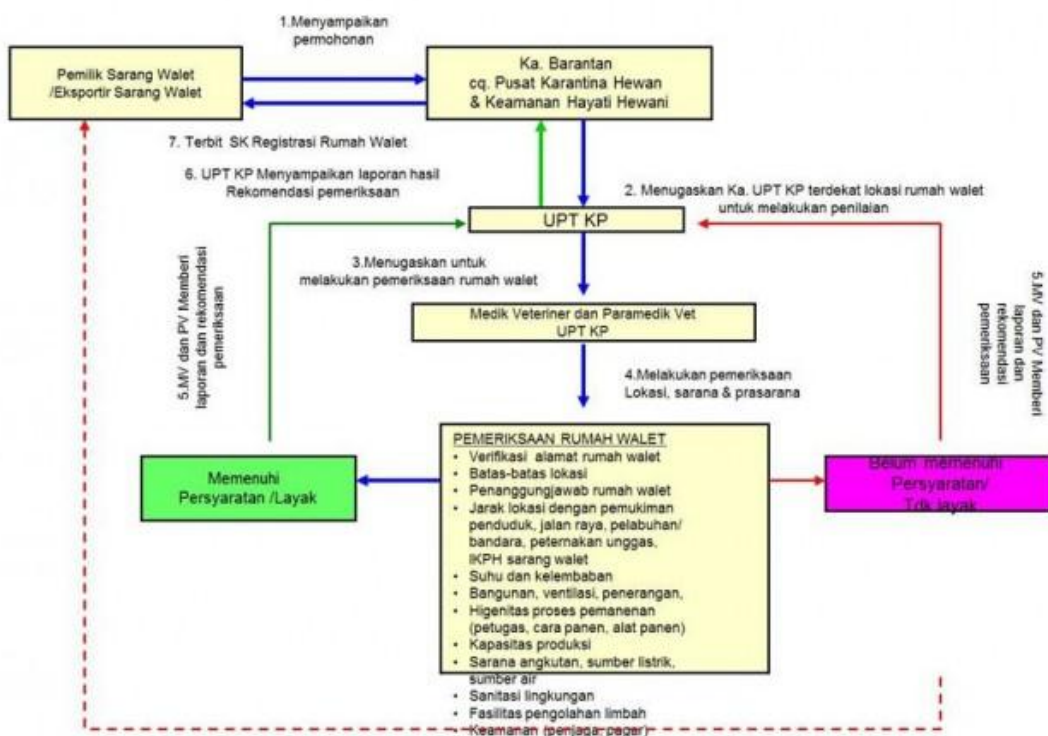 1.Menyampaikan
permohonan
Pemilik Sarang Walet
/Eksportir Sarang Walet
Ka. Barantan
cq. Pusat Karantina Hewan
& Keamanan Hayati Hewani
7. Terbit SK Registrasi Rumah Walet
6. UPT KP Menyampaikan laporan hasil
Rekomendasi pemeriksaan
2. Menugaskan Ka. UPT KP terdekat lokasi rumah walet
untuk melakukan penilaian
UPT KP
3.Menugaskan untuk
melakukan pemeriksaan rumah walet
5.MV dan PV Memberi
laporan dan rekomendasi
pemeriksaan
5.MV dan PV Memberi
laporan dan
rekomendasi
pemeriksaan
Medik Veteriner dan Paramedik Vet
UPT KP
4.Melakukan pemeriksaan
Lokasi, sarana & prasarana
Memenuhi
Persyaratan /Layak
PEMERIKSAAN RUMAH WALET
• Verifikasi alamat rumah walet
• Batas-batas lokasi
• Penanggungjawab rumah walet
• Jarak lokasi dengan pemukiman
penduduk, jalan raya, pelabuhan/
bandara, peternakan unggas,
IKPH sarang walet
• Suhu dan kelembaban
• Bangunan, ventilasi, penerangan,
• Higenitas proses pemanenan
(petugas, cara panen, alat panen)
• Kapasitas produksi
• Sarana angkutan, sumber listrik,
sumber air
• Sanitasi lingkungan
• Fasilitas pengolahan limbah
• Keamanan (penjaga, pagar)
Belum memenuhi
Persyaratan/
Tdk layak